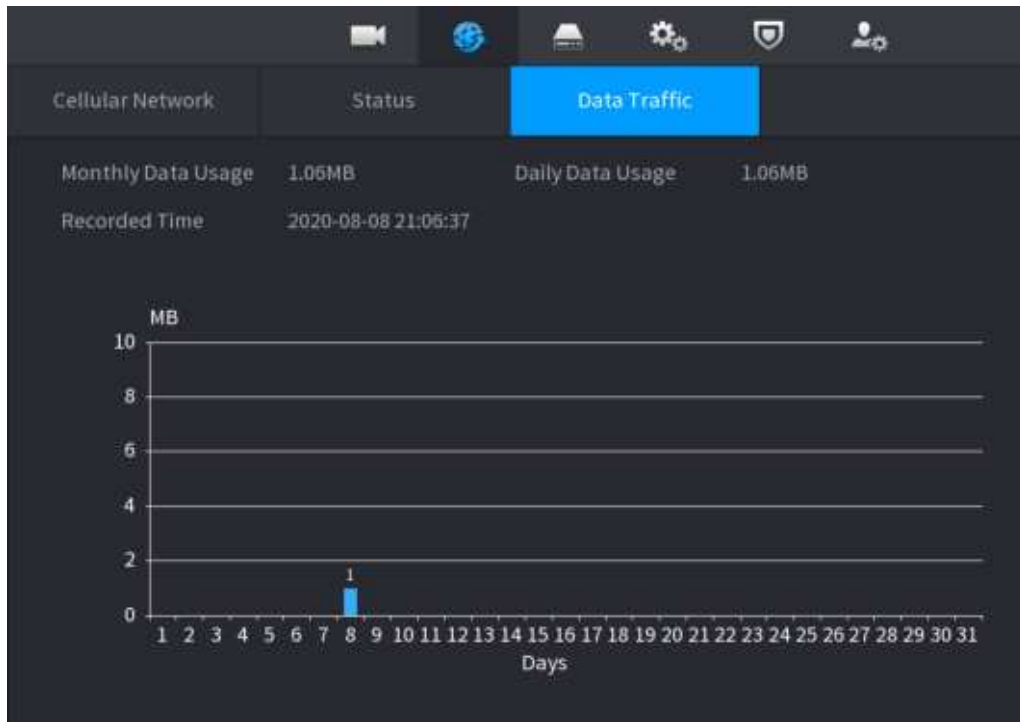 Cellular Network Status Data Traffic
Monthly Data Usage 1.06MB Daily Data Usage 1.06MB
Recorded Time 2020-08-08 21:06:37
MB
10
8
6
4
2
1
0
1 2 3 4 5 6 7 8 9 10 11 12 13 14 15 16 17 18 19 20 21 22 23 24 25 26 27 28 29 30 31
Days